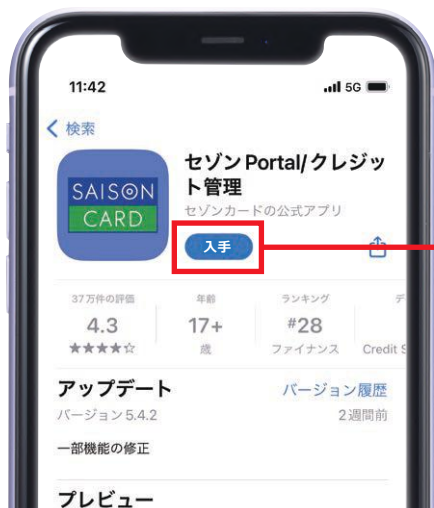 11:42
5G
検索
SAISON
CARD
セゾンPortal/クレジッ
ト管理
セゾンカードの公式アプリ
入手
37万件の評価
年齢
ランキング
4.3
17+
#28
★★★★☆
歳
ファイナンス
Credit S
アップデート
バージョン履歴
バージョン 5.4.2
2週間前
一部機能の修正
プレビュー